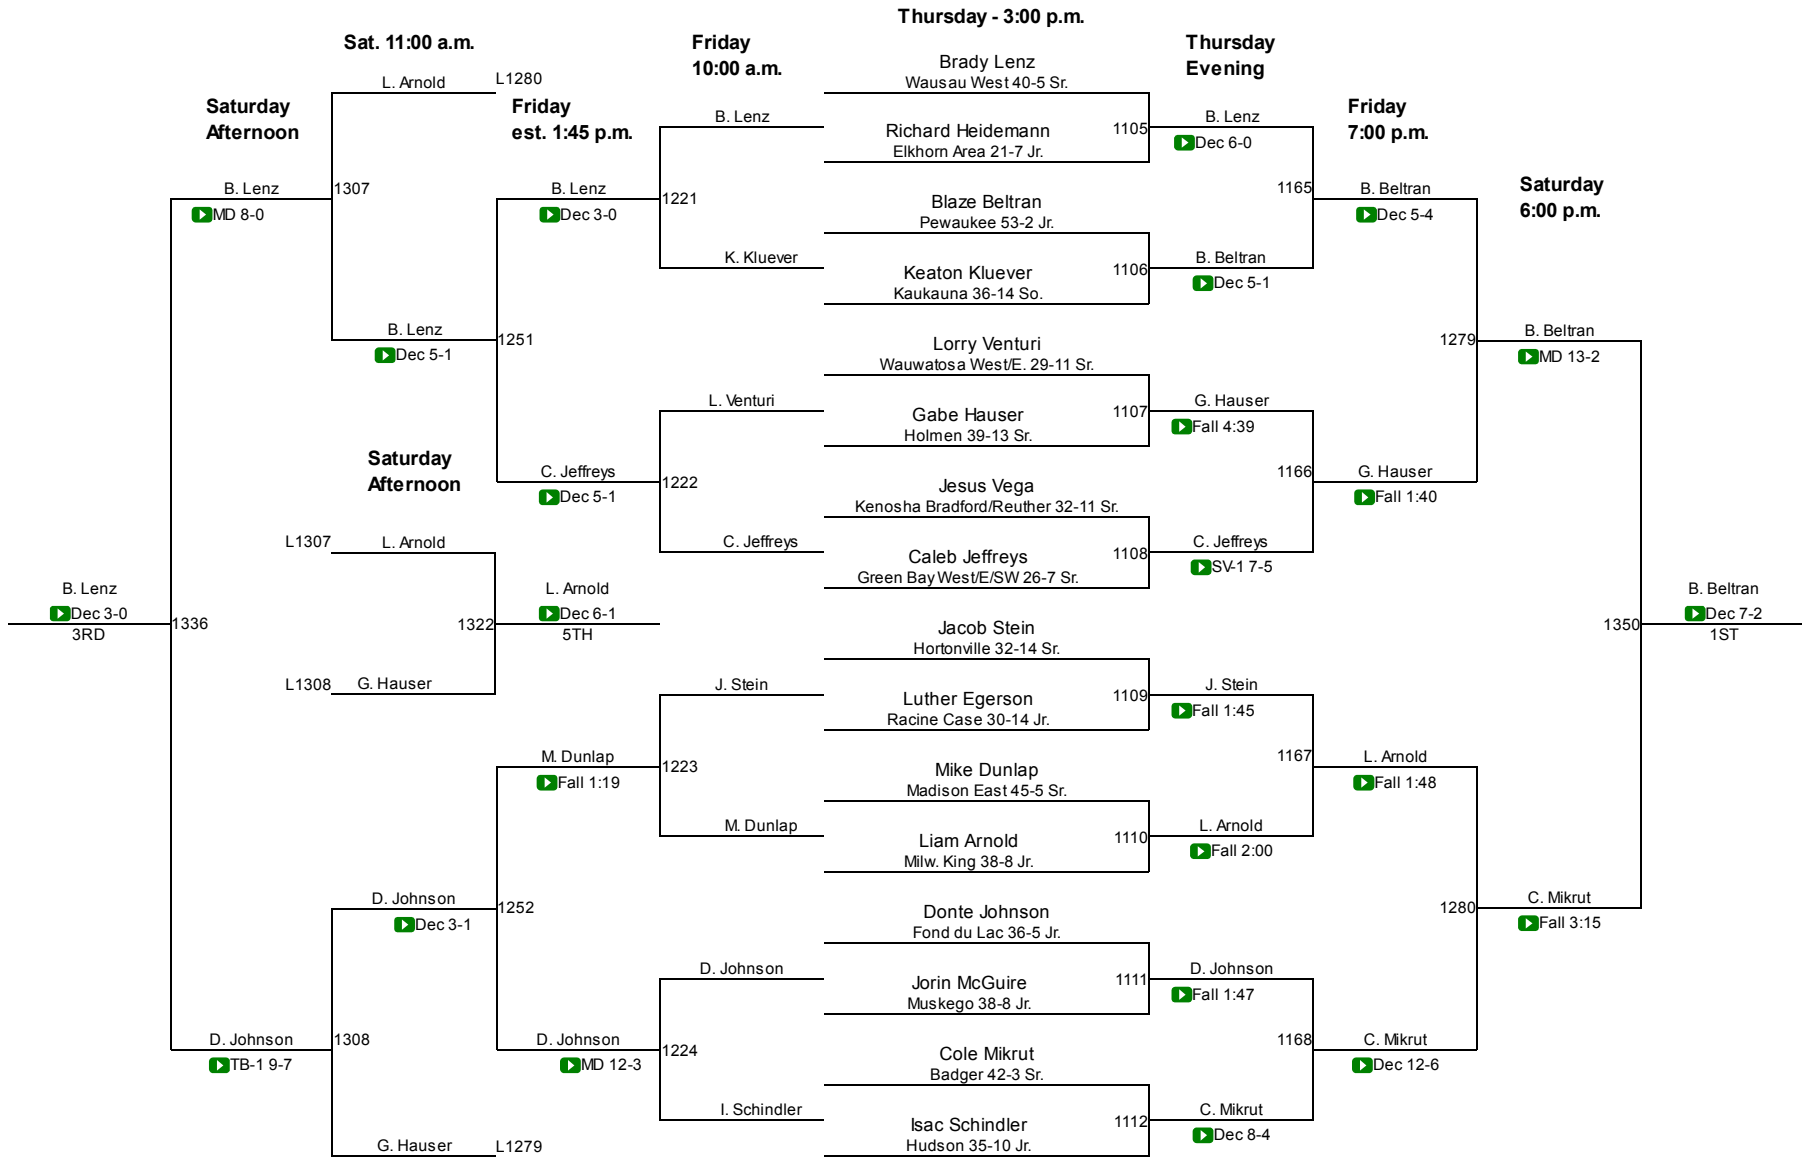 Thursday - 3:00 p.m.
Sat. 11:00 a.m.
Friday
10:00 a.m.
Thursday
Evening
Brady Lenz
Wausau West 40-5 Sr.
L. Arnold
L1280
Saturday
Afternoon
Friday
est. 1:45 p.m.
Friday
7:00 p.m.
B. Lenz
Richard Heidemann
Elkhorn Area 21-7 Jr.
1105
B. Lenz
Dec 6-0
B. Lenz
MD 8-0
1307
B. Lenz
Dec 3-0
1221
Blaze Beltran
Pewaukee 53-2 Jr.
1165
B. Beltran
Dec 5-4
Saturday
6:00 p.m.
K. Kluever
Keaton Kluever
Kaukauna 36-14 So.
1106
B. Beltran
Dec 5-1
B. Lenz
Dec 5-1
1251
Lorry Venturi
Wauwatosa West/E. 29-11 Sr.
1279
B. Beltran
MD 13-2
L. Venturi
Gabe Hauser
Holmen 39-13 Sr.
1107
G. Hauser
Fall 4:39
Saturday
Afternoon
C. Jeffreys
Dec 5-1
1222
Jesus Vega
Kenosha Bradford/Reuther 32-11 Sr.
1166
G. Hauser
Fall 1:40
L1307
L. Arnold
C. Jeffreys
Caleb Jeffreys
Green Bay West/E/SW 26-7 Sr.
1108
C. Jeffreys
SV-1 7-5
B. Lenz
Dec 3-0
3RD
1336
1322
L. Arnold
Dec 6-1
5TH
Jacob Stein
Hortonville 32-14 Sr.
1350
B. Beltran
Dec 7-2
1ST
L1308
G. Hauser
J. Stein
Luther Egerson
Racine Case 30-14 Jr.
1109
J. Stein
Fall 1:45
M. Dunlap
Fall 1:19
1223
Mike Dunlap
Madison East 45-5 Sr.
1167
L. Arnold
Fall 1:48
M. Dunlap
Liam Arnold
Milw. King 38-8 Jr.
1110
L. Arnold
Fall 2:00
D. Johnson
Dec 3-1
1252
Donte Johnson
Fond du Lac 36-5 Jr.
1280
C. Mikrut
Fall 3:15
D. Johnson
Jorin McGuire
Muskego 38-8 Jr.
1111
D. Johnson
Fall 1:47
D. Johnson
TB-1 9-7
1308
D. Johnson
MD 12-3
1224
Cole Mikrut
Badger 42-3 Sr.
1168
C. Mikrut
Dec 12-6
I. Schindler
Isac Schindler
Hudson 35-10 Jr.
1112
C. Mikrut
Dec 8-4
G. Hauser
L1279